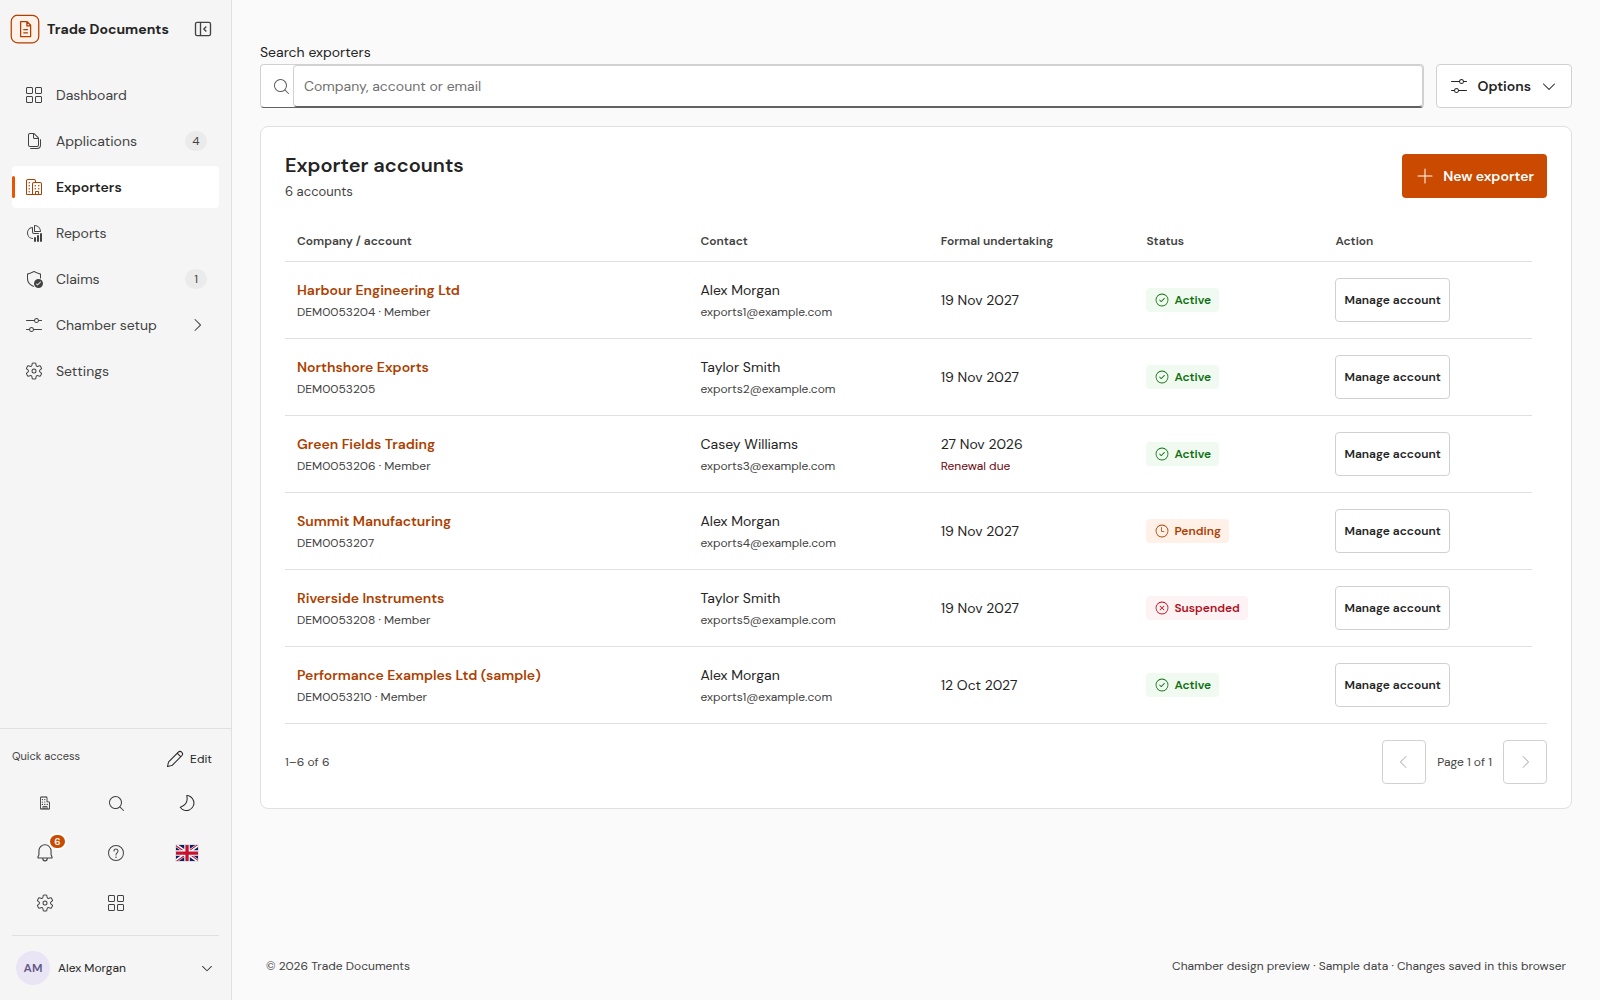 Trade Documents
Dashboard
Applications 4
Exporters
Reports
Claims 1
Chamber setup
Settings
Quick access
Edit
6
AM Alex Morgan
Search exporters
Company, account or email
Options
Exporter accounts
6 accounts
New exporter
Company / account Contact Formal undertaking Status Action
Harbour Engineering Ltd
DEM0053204 · Member
Alex Morgan
exports1@example.com
19 Nov 2027
Active
Manage account
Northshore Exports
DEM0053205
Taylor Smith
exports2@example.com
19 Nov 2027
Active
Manage account
Green Fields Trading
DEM0053206 · Member
Casey Williams
exports3@example.com
27 Nov 2026
Renewal due
Active
Manage account
Summit Manufacturing
DEM0053207
Alex Morgan
exports4@example.com
19 Nov 2027
Pending
Manage account
Riverside Instruments
DEM0053208 · Member
Taylor Smith
exports5@example.com
19 Nov 2027
Suspended
Manage account
Performance Examples Ltd (sample)
DEM0053210 · Member
Alex Morgan
exports1@example.com
12 Oct 2027
Active
Manage account
1–6 of 6
Page 1 of 1
© 2026 Trade Documents
Chamber design preview · Sample data · Changes saved in this browser